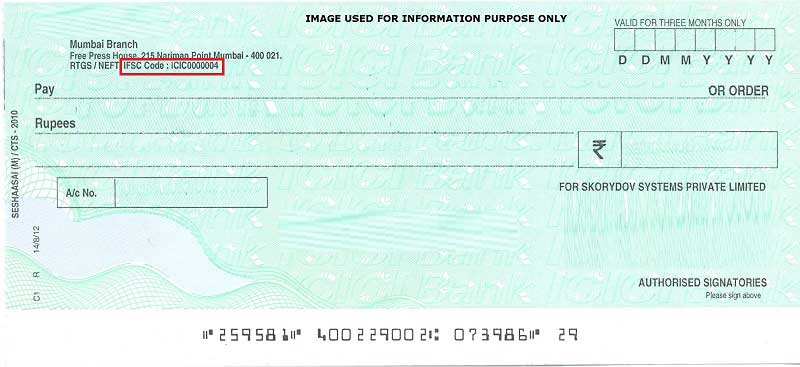 IMAGE USED FOR INFORMATION PURPOSE ONLY
VALID FOR THREE MONTHS ONLY
D D M M Y Y Y Y
Mumbai Branch
Free Press House, 215 Nariman Point Mumbai - 400 021.
RTGS / NEFT IFSC Code : ICIC0000004
Pay
OR ORDER
Rupees
₹
A/c No.
FOR SKORYDOV SYSTEMS PRIVATE LIMITED
AUTHORISED SIGNATORIES
Please sign above
SESHAASAI (M) / CTS - 2010
C1 R 14/8/12
ICICI Bank
⑈259581⑈ 400229002⑆ 073986⑈ 29